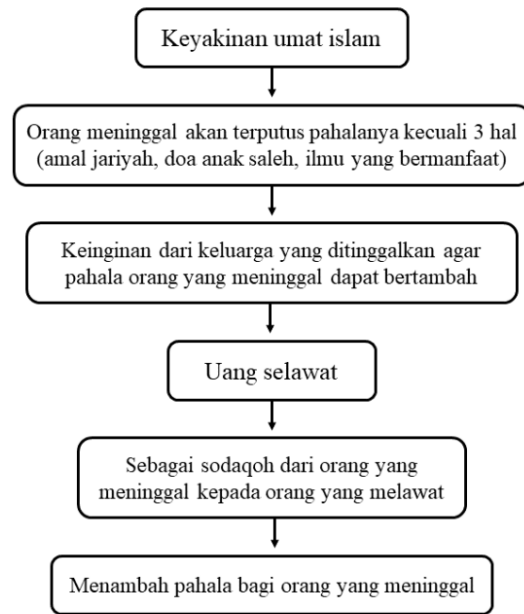 Keyakinan umat islam
Orang meninggal akan terputus pahalanya kecuali 3 hal
(amal jariyah, doa anak saleh, ilmu yang bermanfaat)
Keinginan dari keluarga yang ditinggalkan agar
pahala orang yang meninggal dapat bertambah
Uang selawat
Sebagai sodaqoh dari orang yang
meninggal kepada orang yang melawat
Menambah pahala bagi orang yang meninggal